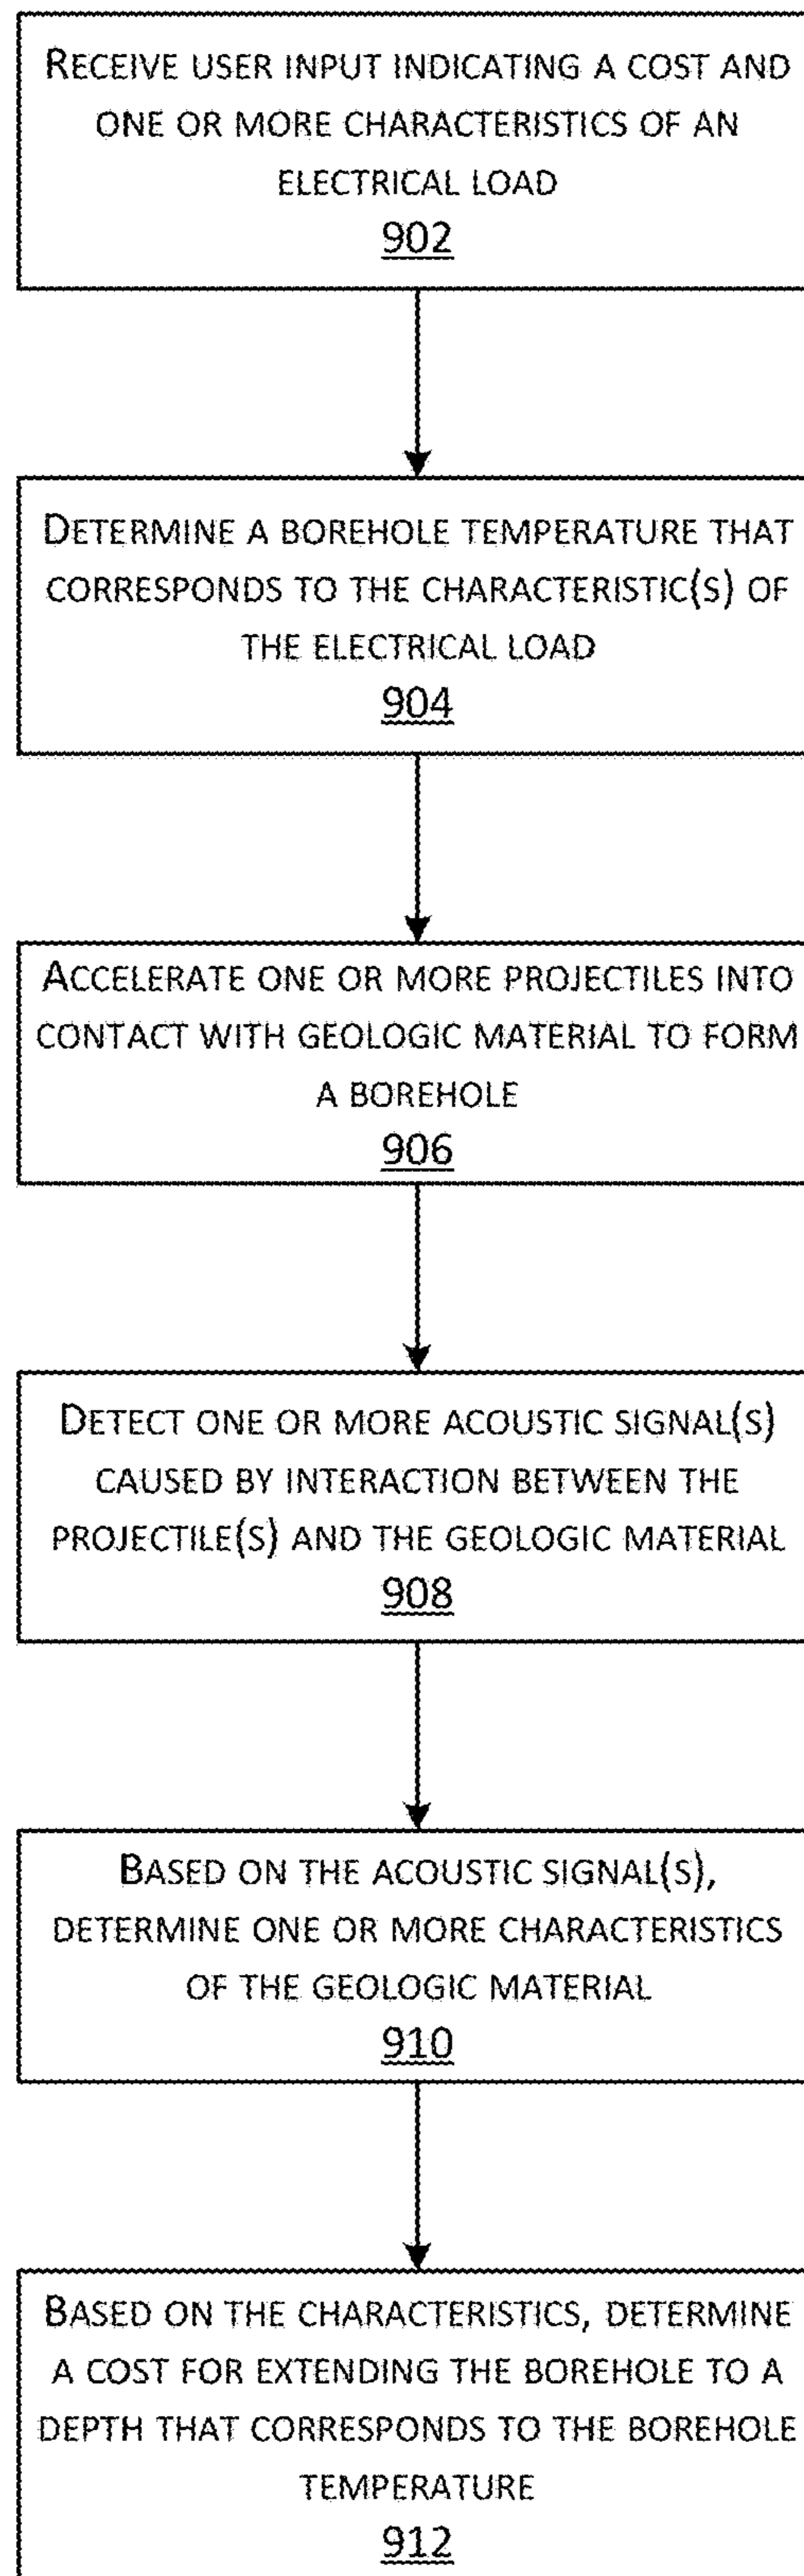 RECEIVE USER INPUT INDICATING A COST AND
ONE OR MORE CHARACTERISTICS OF AN
ELECTRICAL LOAD
902
DETERMINE A BOREHOLE TEMPERATURE THAT
CORRESPONDS TO THE CHARACTERISTIC(S) OF
THE ELECTRICAL LOAD
904
ACCELERATE ONE OR MORE PROJECTILES INTO
CONTACT WITH GEOLOGIC MATERIAL TO FORM
A BOREHOLE
906
DETECT ONE OR MORE ACOUSTIC SIGNAL(S)
CAUSED BY INTERACTION BETWEEN THE
PROJECTILE(S) AND THE GEOLOGIC MATERIAL
908
BASED ON THE ACOUSTIC SIGNAL(S),
DETERMINE ONE OR MORE CHARACTERISTICS
OF THE GEOLOGIC MATERIAL
910
BASED ON THE CHARACTERISTICS, DETERMINE
A COST FOR EXTENDING THE BOREHOLE TO A
DEPTH THAT CORRESPONDS TO THE BOREHOLE
TEMPERATURE
912